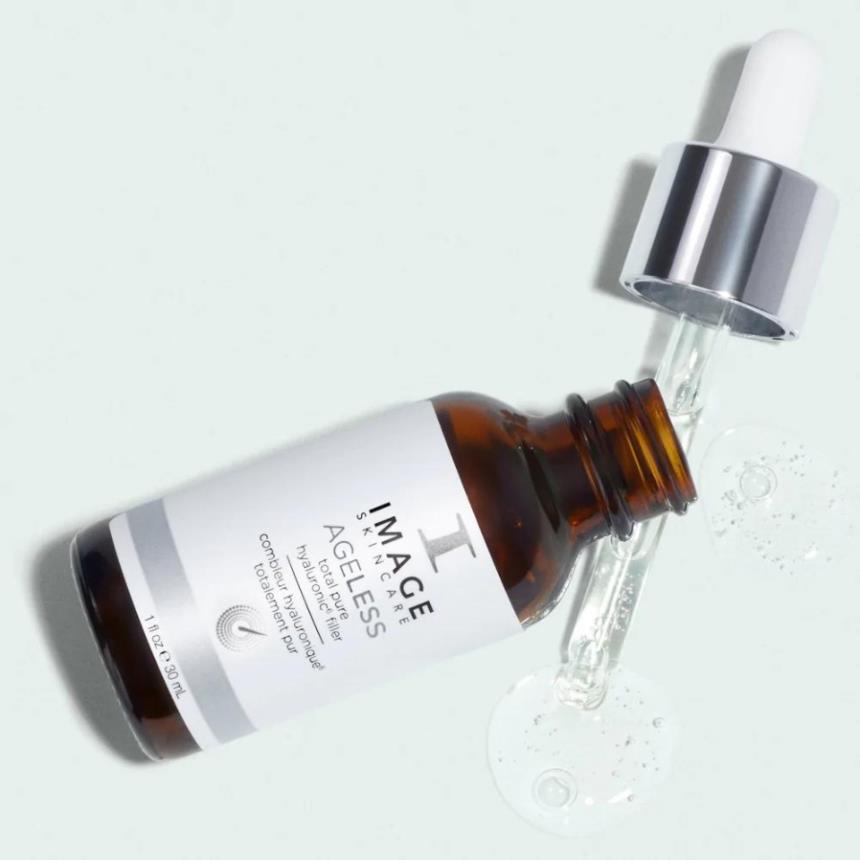 I
IMAGE
SKINCARE
AGELESS
total pure
hyaluronic⁶ filler
combleur hyaluronique⁶
totalement pur
1 fl oz ℮ 30 mL